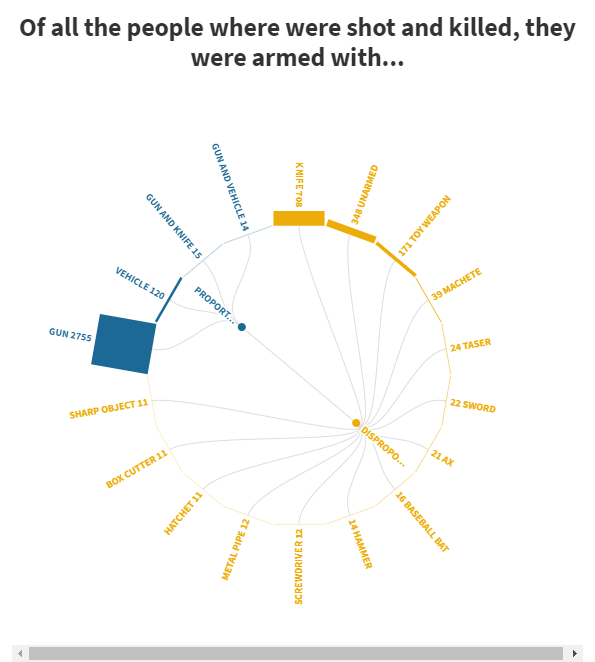 Of all the people where were shot and killed, they
were armed with...
GUN AND VEHICLE 14
GUN AND KNIFE 15
VEHICLE 120
GUN 2755
PROPORT...
KNIFE 708
348 UNARMED
171 TOY WEAPON
39 MACHETE
24 TASER
22 SWORD
21 AX
16 BASEBALL BAT
14 HAMMER
SCREWDRIVER 12
METAL PIPE 12
HATCHET 11
BOX CUTTER 11
SHARP OBJECT 11
DISPROPO...